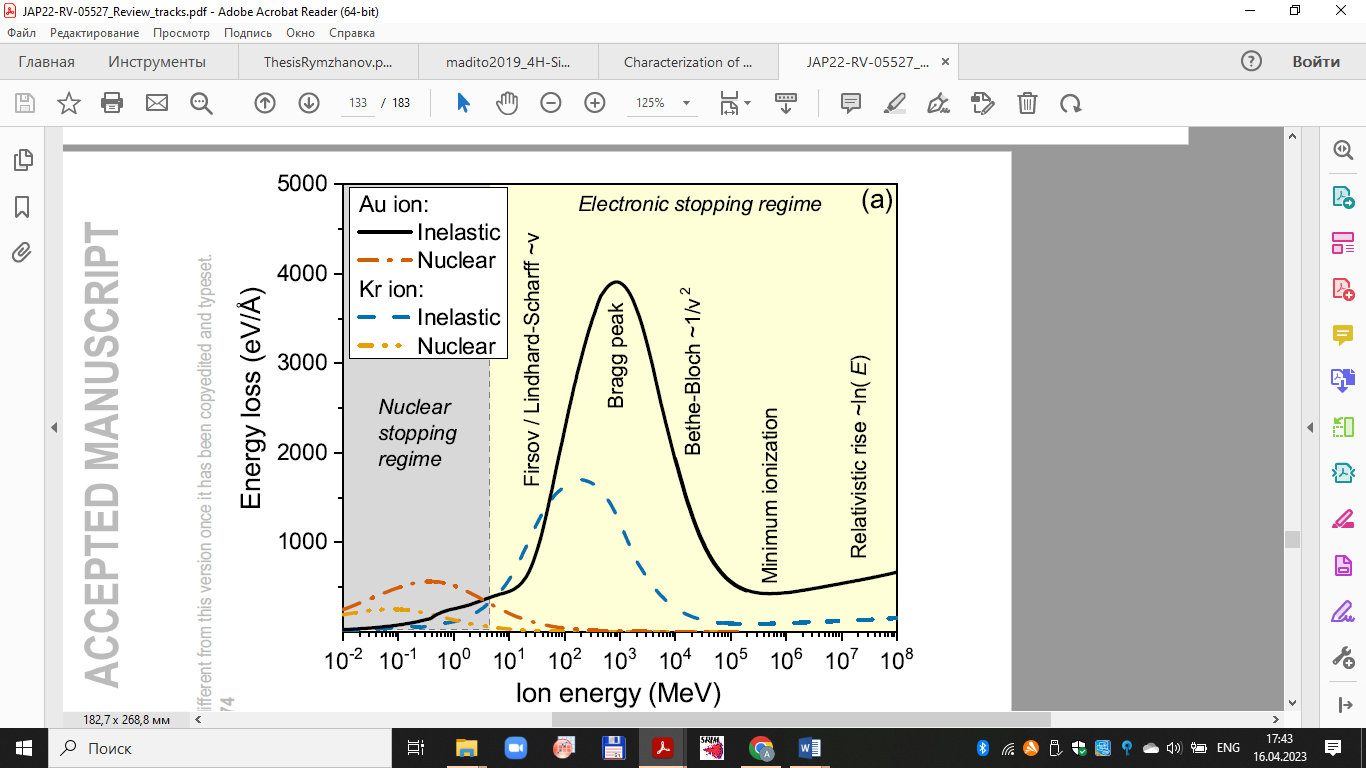 JAP22-RV-05527_Review_tracks.pdf - Adobe Acrobat Reader (64-bit)
Файл Редактирование Просмотр Подпись Окно Справка
Главная Инструменты ThesisRymzhanov.p... madito2019_4H-Si... Characterization of ... JAP22-RV-05527_... ×
Войти
133 / 183 125%
ACCEPTED MANUSCRIPT
ifferent from this version once it has been copyedited and typeset.
74
Energy loss (eV/Å)
5000
4000
3000
2000
1000
Au ion:
Inelastic
Nuclear
Kr ion:
Inelastic
Nuclear
Electronic stopping regime
(a)
Nuclear
stopping
regime
Firsov / Lindhard-Scharff ~v
Bragg peak
Bethe-Bloch ~1/v²
Minimum ionization
Relativistic rise ~ln( E)
10⁻² 10⁻¹ 10⁰ 10¹ 10² 10³ 10⁴ 10⁵ 10⁶ 10⁷ 10⁸
Ion energy (MeV)
182,7 x 268,8 мм
Поиск
SRIM
ENG
17:43
16.04.2023